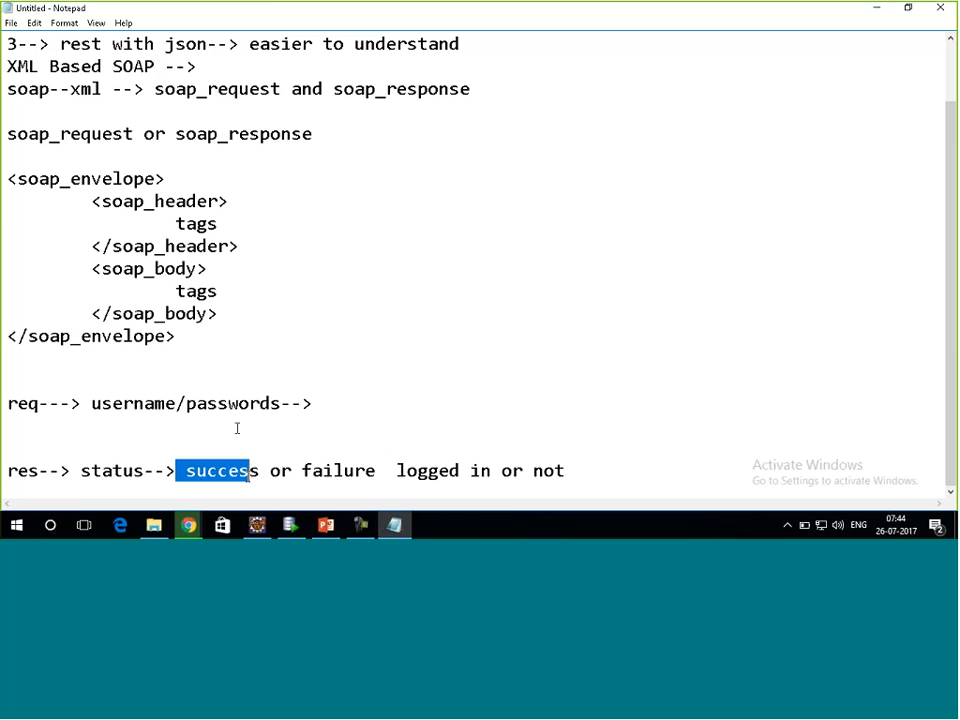 Untitled - Notepad
File Edit Format View Help
3--> rest with json--> easier to understand
XML Based SOAP -->
soap--xml --> soap_request and soap_response
soap_request or soap_response
<soap_envelope>
<soap_header>
tags
</soap_header>
<soap_body>
tags
</soap_body>
</soap_envelope>
req---> username/passwords-->
res--> status--> success or failure  logged in or not
Activate Windows
Go to Settings to activate Windows.
ENG
07:44
26-07-2017
2